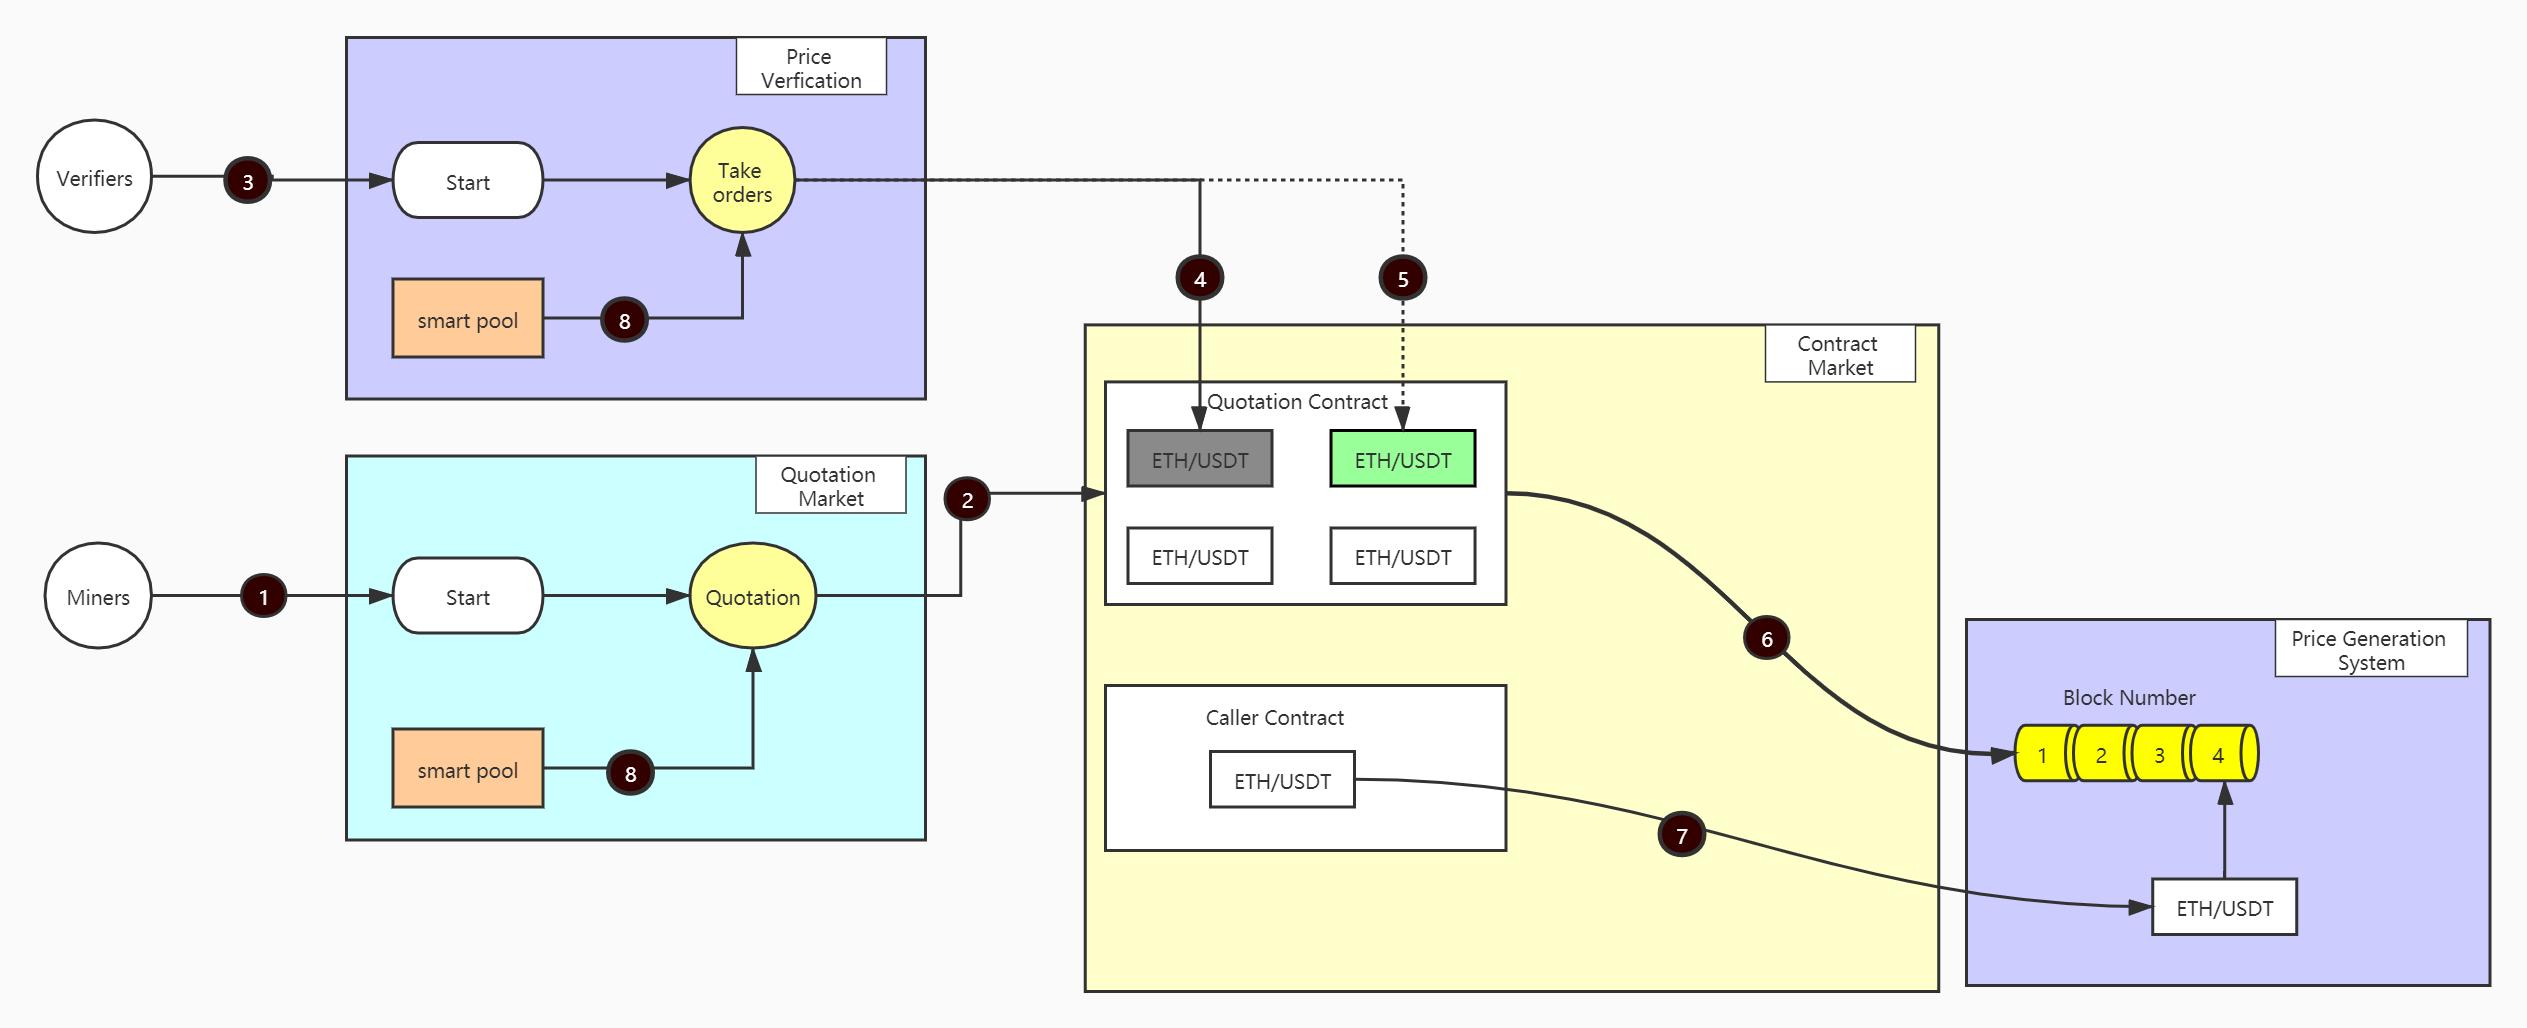 Price
Verfication
Verifiers
3
Start
Take
orders
smart pool
8
4
5
Quotation
Market
Miners
1
Start
Quotation
smart pool
8
2
Contract
Market
Quotation Contract
ETH/USDT
ETH/USDT
ETH/USDT
ETH/USDT
Caller Contract
ETH/USDT
6
7
Price Generation
System
Block Number
1
2
3
4
ETH/USDT